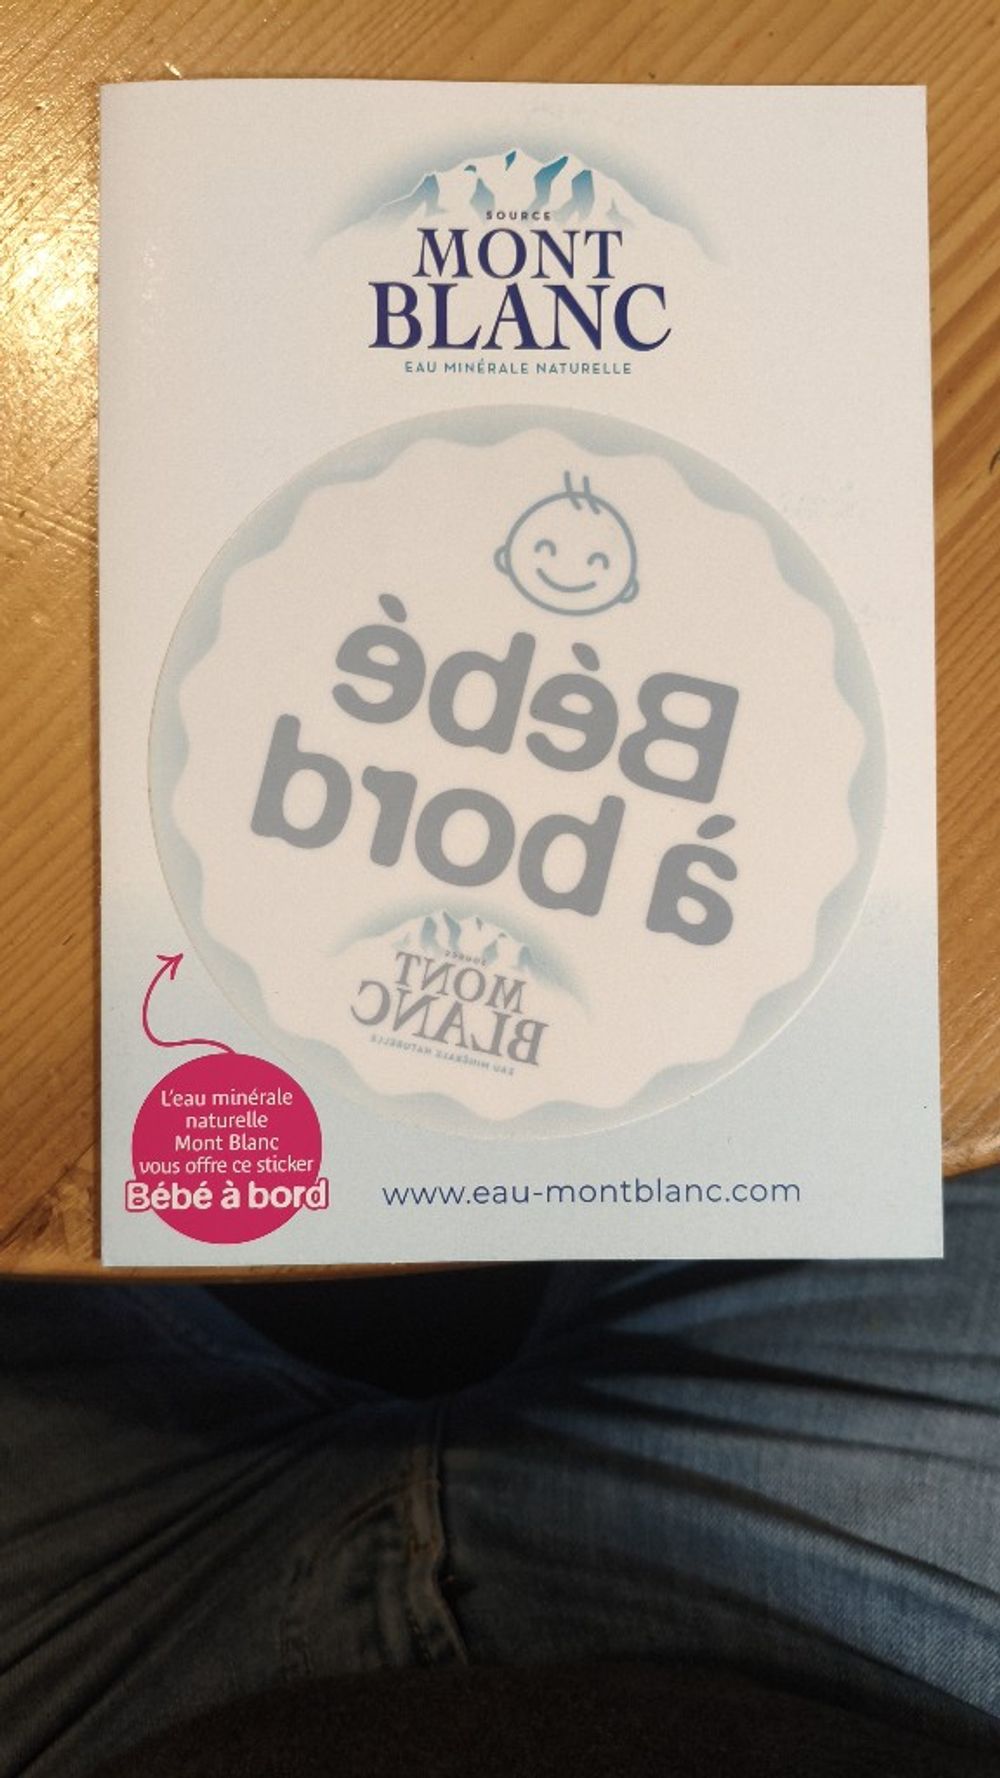 SOURCE
MONT
BLANC
EAU MINÉRALE NATURELLE
Bébé
à bord
SOURCE
MONT
BLANC
EAU MINÉRALE NATURELLE
L'eau minérale
naturelle
Mont Blanc
vous offre ce sticker
Bébé à bord
www.eau-montblanc.com